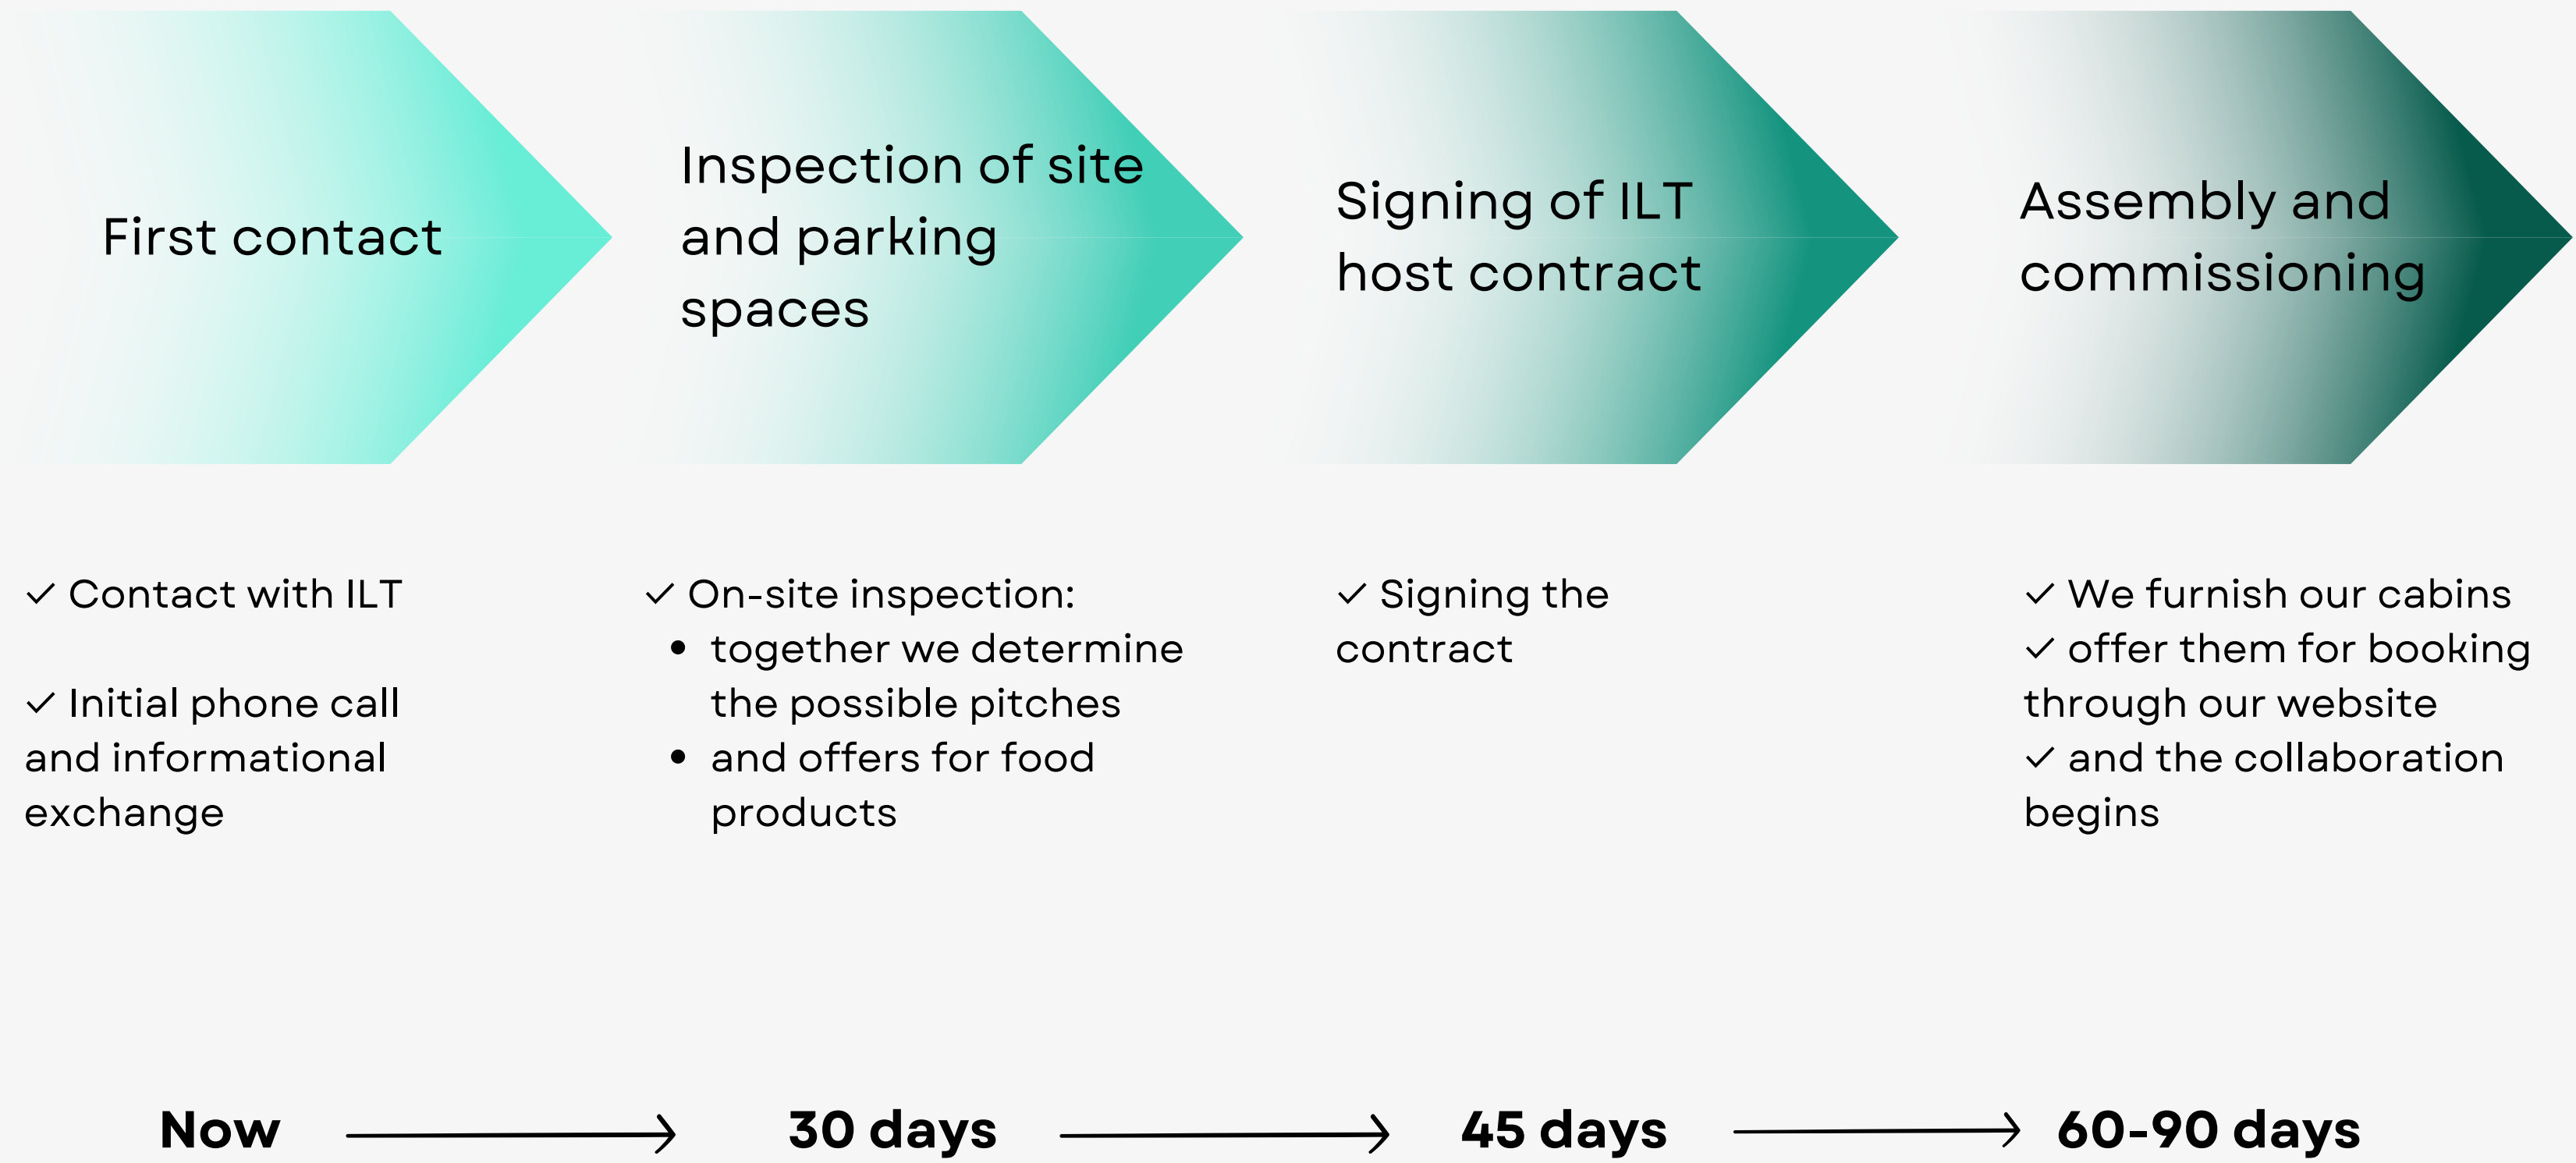 First contact
Inspection of site
and parking
spaces
Signing of ILT
host contract
Assembly and
commissioning
✓ Contact with ILT
✓ Initial phone call
and informational
exchange
✓ On-site inspection:
• together we determine
the possible pitches
• and offers for food
products
✓ Signing the
contract
✓ We furnish our cabins
✓ offer them for booking
through our website
✓ and the collaboration
begins
Now
30 days
45 days
60-90 days